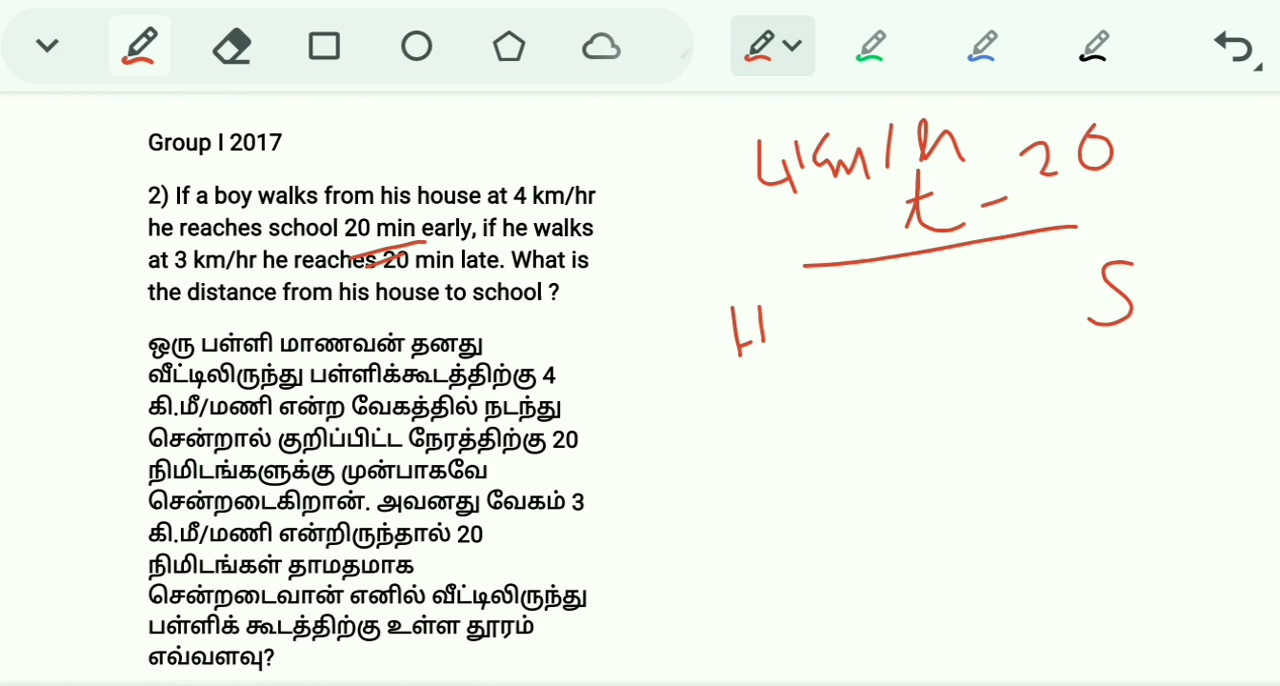 Group I 2017
2) If a boy walks from his house at 4 km/hr
he reaches school 20 min early, if he walks
at 3 km/hr he reaches 20 min late. What is
the distance from his house to school ?
ஒரு பள்ளி மாணவன் தனது
வீட்டிலிருந்து பள்ளிக்கூடத்திற்கு 4
கி.மீ/மணி என்ற வேகத்தில் நடந்து
சென்றால் குறிப்பிட்ட நேரத்திற்கு 20
நிமிடங்களுக்கு முன்பாகவே
சென்றடைகிறான். அவனது வேகம் 3
கி.மீ/மணி என்றிருந்தால் 20
நிமிடங்கள் தாமதமாக
சென்றடைவான் எனில் வீட்டிலிருந்து
பள்ளிக் கூடத்திற்கு உள்ள தூரம்
எவ்வளவு?
4 km/h
t - 20
H S